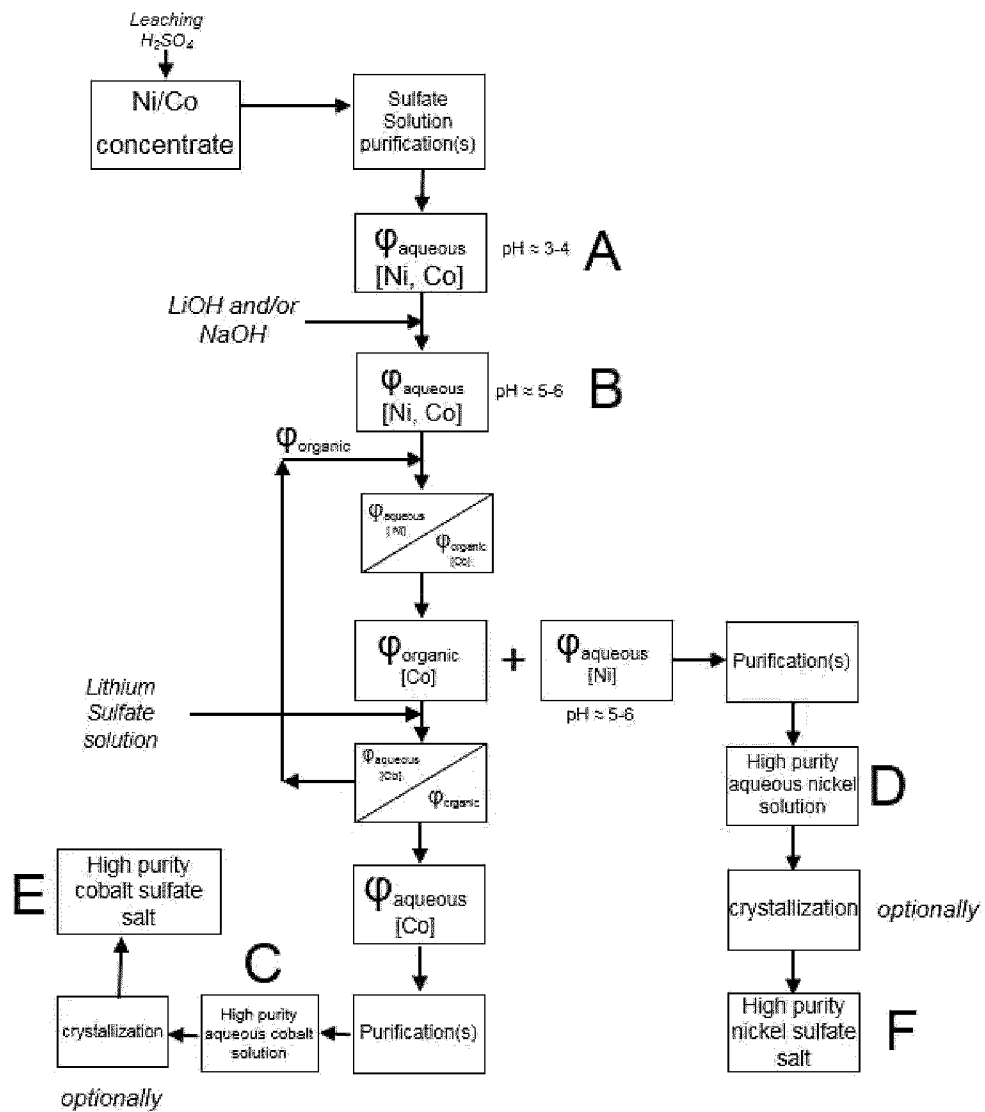 Leaching
H₂SO₄
Ni/Co
concentrate
Sulfate
Solution
purification(s)
φaqueous
[Ni, Co]
pH ≈ 3-4
A
LiOH and/or
NaOH
φaqueous
[Ni, Co]
pH ≈ 5-6
B
φorganic
φaqueous
[Ni]
φorganic
[Co]
φorganic
[Co]
+
φaqueous
[Ni]
pH ≈ 5-6
Purification(s)
Lithium
Sulfate
solution
φaqueous
[Co]
φorganic
High purity
aqueous nickel
solution
D
E
High purity
cobalt sulfate
salt
φaqueous
[Co]
crystallization
optionally
C
crystallization
optionally
High purity
aqueous cobalt
solution
Purification(s)
High purity
nickel sulfate
salt
F